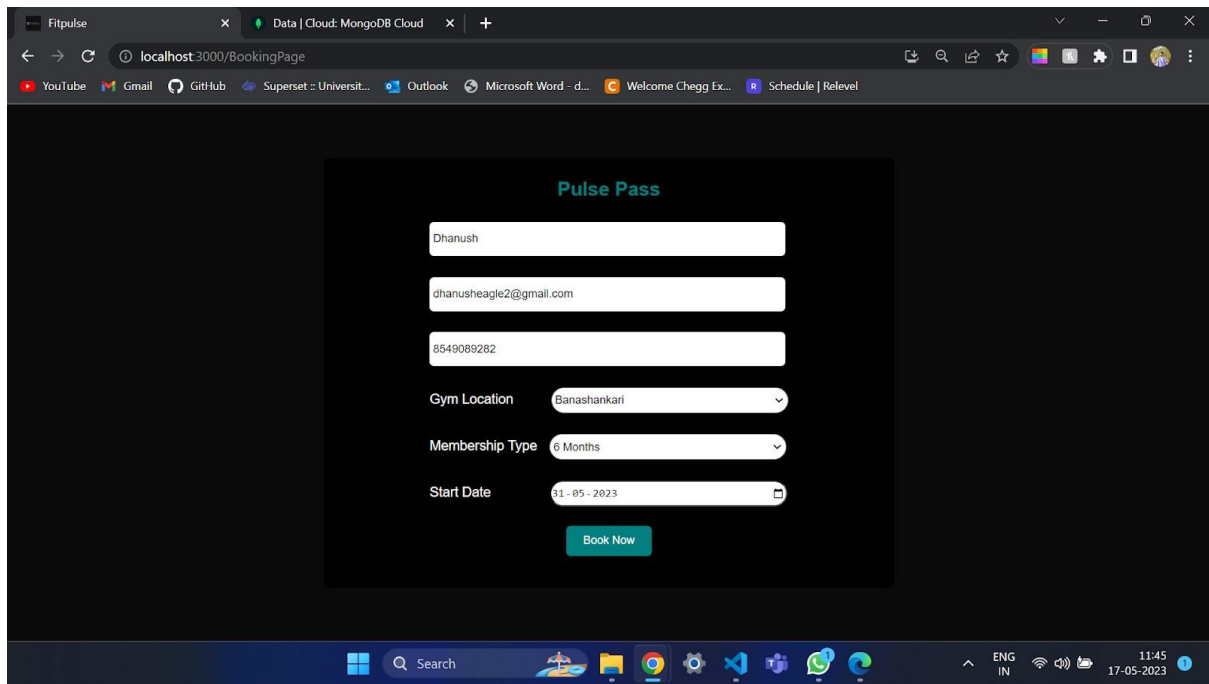 Fitpulse
Data | Cloud: MongoDB Cloud
localhost:3000/BookingPage
YouTube Gmail GitHub Superset :: Universit... Outlook Microsoft Word - d... Welcome Chegg Ex... Schedule | Relevel
Pulse Pass
Dhanush
dhanusheagle2@gmail.com
8549089282
Gym Location Banashankari
Membership Type 6 Months
Start Date 31-05-2023
Book Now
Search
ENG
IN
11:45
17-05-2023
1